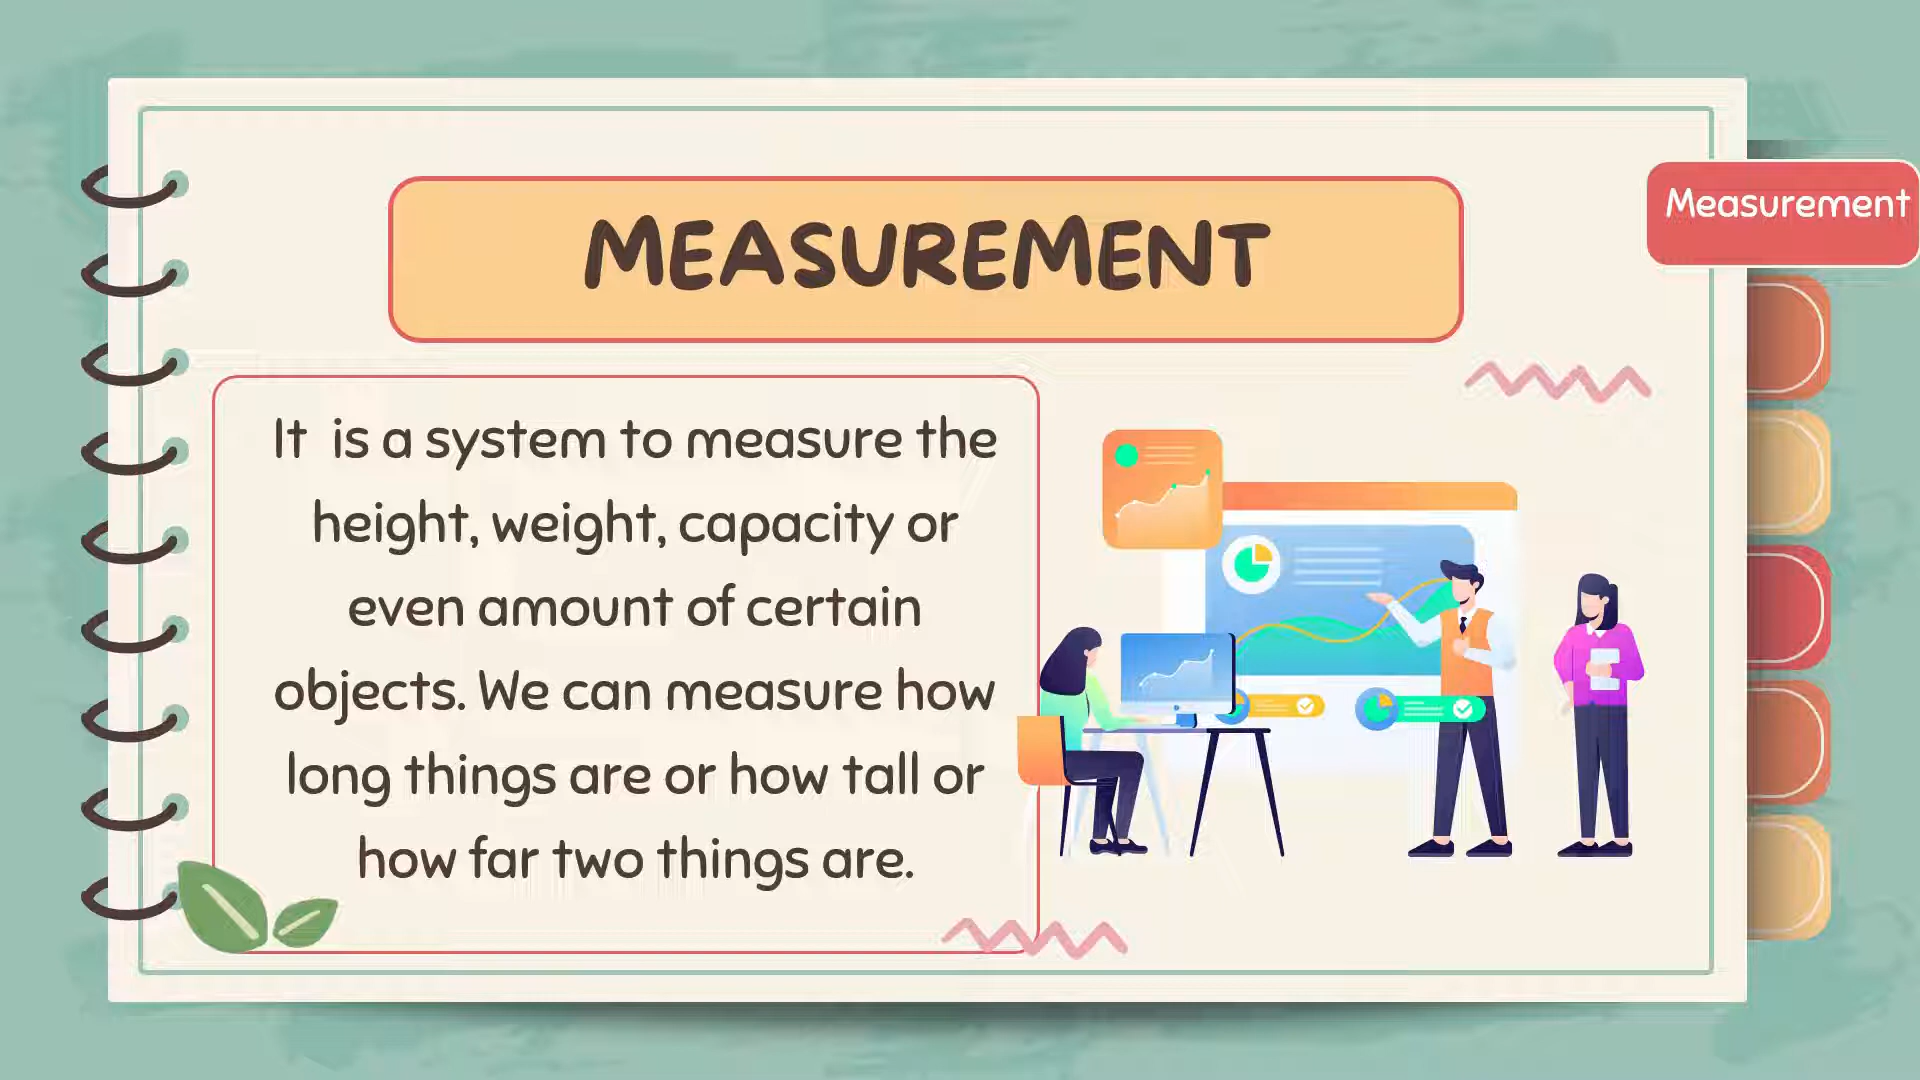 MEASUREMENT
Measurement
It is a system to measure the
height, weight, capacity or
even amount of certain
objects. We can measure how
long things are or how tall or
how far two things are.